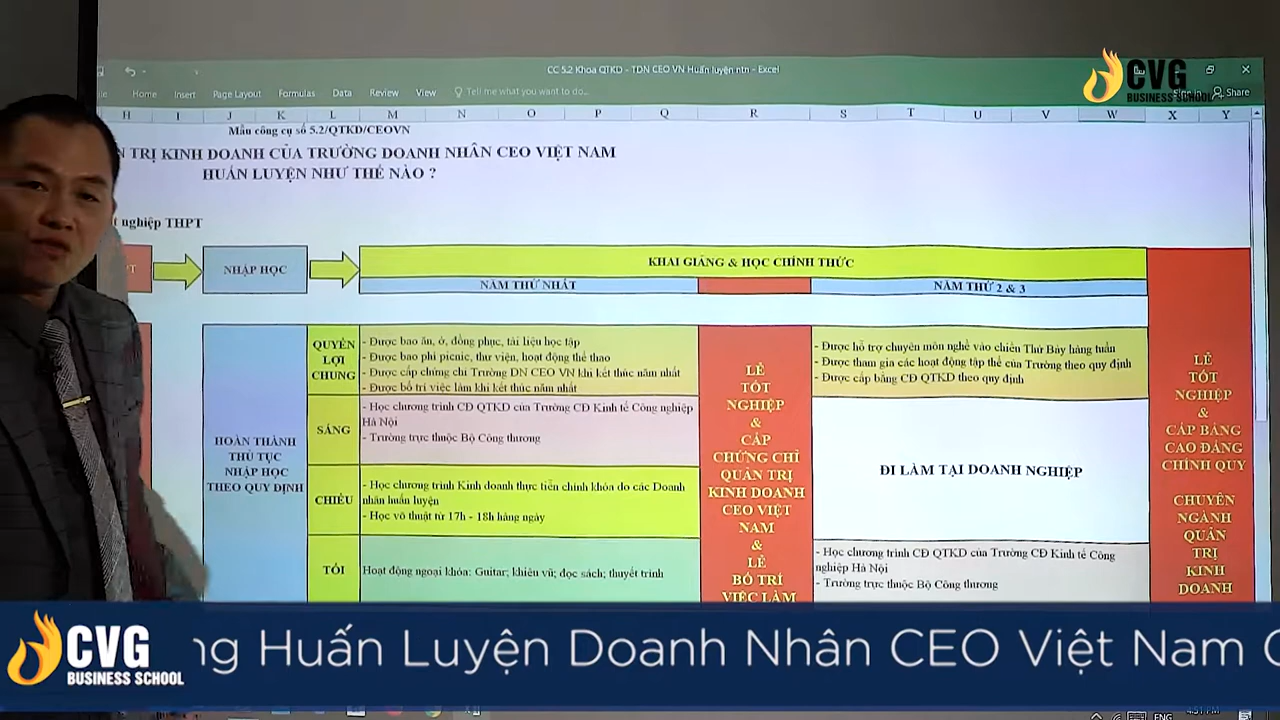 CC 5.2 Khoa QTKD - TDN CEO VN Huấn luyện ntn - Excel
Home Insert Page Layout Formulas Data Review View Tell me what you want to do...
Share
CVG
BUSINESS SCHOOL
H I J K L M N O P Q R S T U V W X Y
Mẫu công cụ số 5.2/QTKD/CEOVN
TRỊ KINH DOANH CỦA TRƯỜNG DOANH NHÂN CEO VIỆT NAM
HUẤN LUYỆN NHƯ THẾ NÀO ?
nghiệp THPT
NHẬP HỌC
KHAI GIẢNG & HỌC CHÍNH THỨC
NĂM THỨ NHẤT
NĂM THỨ 2 & 3
HOÀN THÀNH
THỦ TỤC
NHẬP HỌC
THEO QUY ĐỊNH
QUYỀN
LỢI
CHUNG
- Được bao ăn, ở, đồng phục, tài liệu học tập
- Được bao phí picnic, thư viện, hoạt động thể thao
- Được cấp chứng chỉ Trường DN CEO VN khi kết thúc năm nhất
- Được bố trí việc làm khi kết thúc năm nhất
SÁNG
- Học chương trình CĐ QTKD của Trường CĐ Kinh tế Công nghiệp
Hà Nội
- Trường trực thuộc Bộ Công thương
CHIỀU
- Học chương trình Kinh doanh thực tiễn chính khóa do các Doanh
nhân huấn luyện
- Học võ thuật từ 17h - 18h hàng ngày
TỐI
Hoạt động ngoại khóa: Guitar; khiêu vũ; đọc sách; thuyết trình
LỄ
TỐT
NGHIỆP
&
CẤP
CHỨNG CHỈ
QUẢN TRỊ
KINH DOANH
CEO VIỆT
NAM
&
LỄ
BỐ TRÍ
VIỆC LÀM
- Được hỗ trợ chuyên môn nghề vào chiều Thứ Bảy hàng tuần
- Được tham gia các hoạt động tập thể của Trường theo quy định
- Được cấp bằng CĐ QTKD theo quy định
ĐI LÀM TẠI DOANH NGHIỆP
- Học chương trình CĐ QTKD của Trường CĐ Kinh tế Công
nghiệp Hà Nội
- Trường trực thuộc Bộ Công thương
LỄ
TỐT
NGHIỆP
&
CẤP BẰNG
CAO ĐẲNG
CHÍNH QUY
CHUYÊN
NGÀNH
QUẢN
TRỊ
KINH
DOANH
CVG
BUSINESS SCHOOL
ng Huấn Luyện Doanh Nhân CEO Việt Nam
ENG
4:51 PM